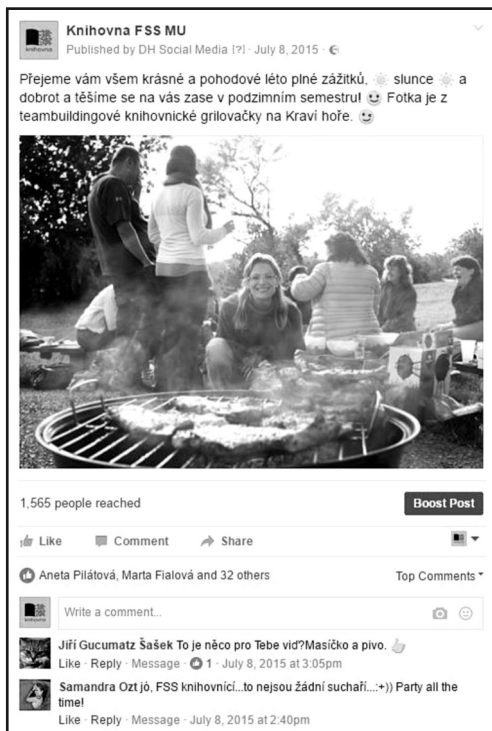 Knihovna FSS MU
Published by DH Social Media [?] · July 8, 2015 ·
Přejeme vám všem krásné a pohodové léto plné zážitků, slunce a
dobrot a těšíme se na vás zase v podzimním semestru! Fotka je z
teambuildingové knihovnické grilovačky na Kraví hoře.
1,565 people reached
Boost Post
Like Comment Share
Aneta Pilátová, Marta Fialová and 32 others
Top Comments
knihovna
Write a comment...
Jiří Gucumatz Šašek To je něco pro Tebe viď?Masíčko a pivo.
Like · Reply · Message · 1 · July 8, 2015 at 3:05pm
Samandra Ozt jò, FSS knihovnící...to nejsou žádní suchaři...:+)) Party all the
time!
Like · Reply · Message · July 8, 2015 at 2:40pm